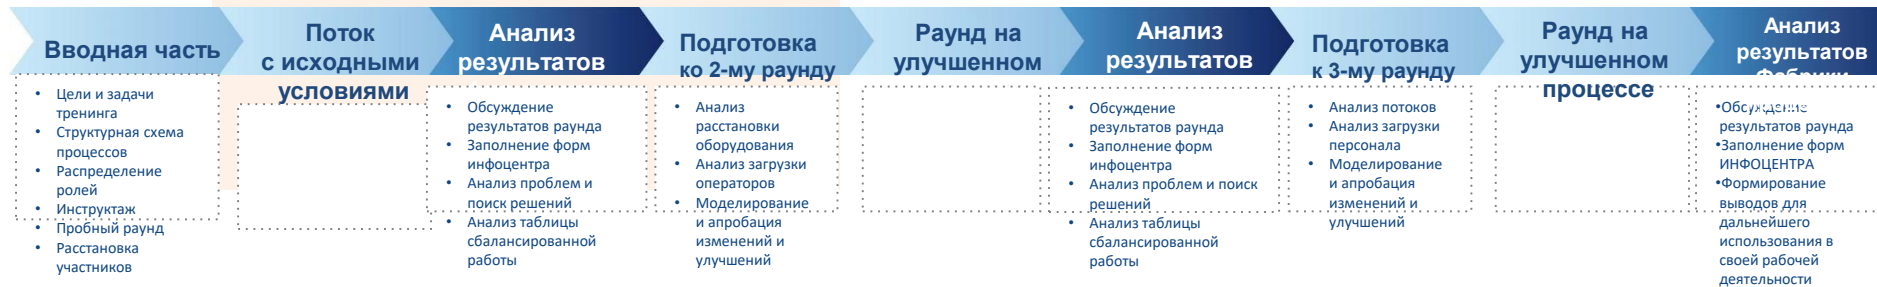 Вводная часть
Поток
с исходными
условиями
Анализ
результатов
Подготовка
ко 2-му раунду
Раунд на
улучшенном
Анализ
результатов
Подготовка
к 3-му раунду
Раунд на
улучшенном
процессе
Анализ
результатов
Фабрики
• Цели и задачи
тренинга
• Структурная схема
процессов
• Распределение
ролей
• Инструктаж
• Пробный раунд
• Расстановка
участников
• Обсуждение
результатов раунда
• Заполнение форм
инфоцентра
• Анализ проблем и
поиск решений
• Анализ таблицы
сбалансированной
работы
• Анализ
расстановки
оборудования
• Анализ загрузки
операторов
• Моделирование
и апробация
изменений и
улучшений
• Обсуждение
результатов раунда
• Заполнение форм
инфоцентра
• Анализ проблем и поиск
решений
• Анализ таблицы
сбалансированной
работы
• Анализ потоков
• Анализ загрузки
персонала
• Моделирование
и апробация
изменений и
улучшений
•Обсуждение
результатов раунда
•Заполнение форм
ИНФОЦЕНТРА
•Формирование
выводов для
дальнейшего
использования в
своей рабочей
деятельности